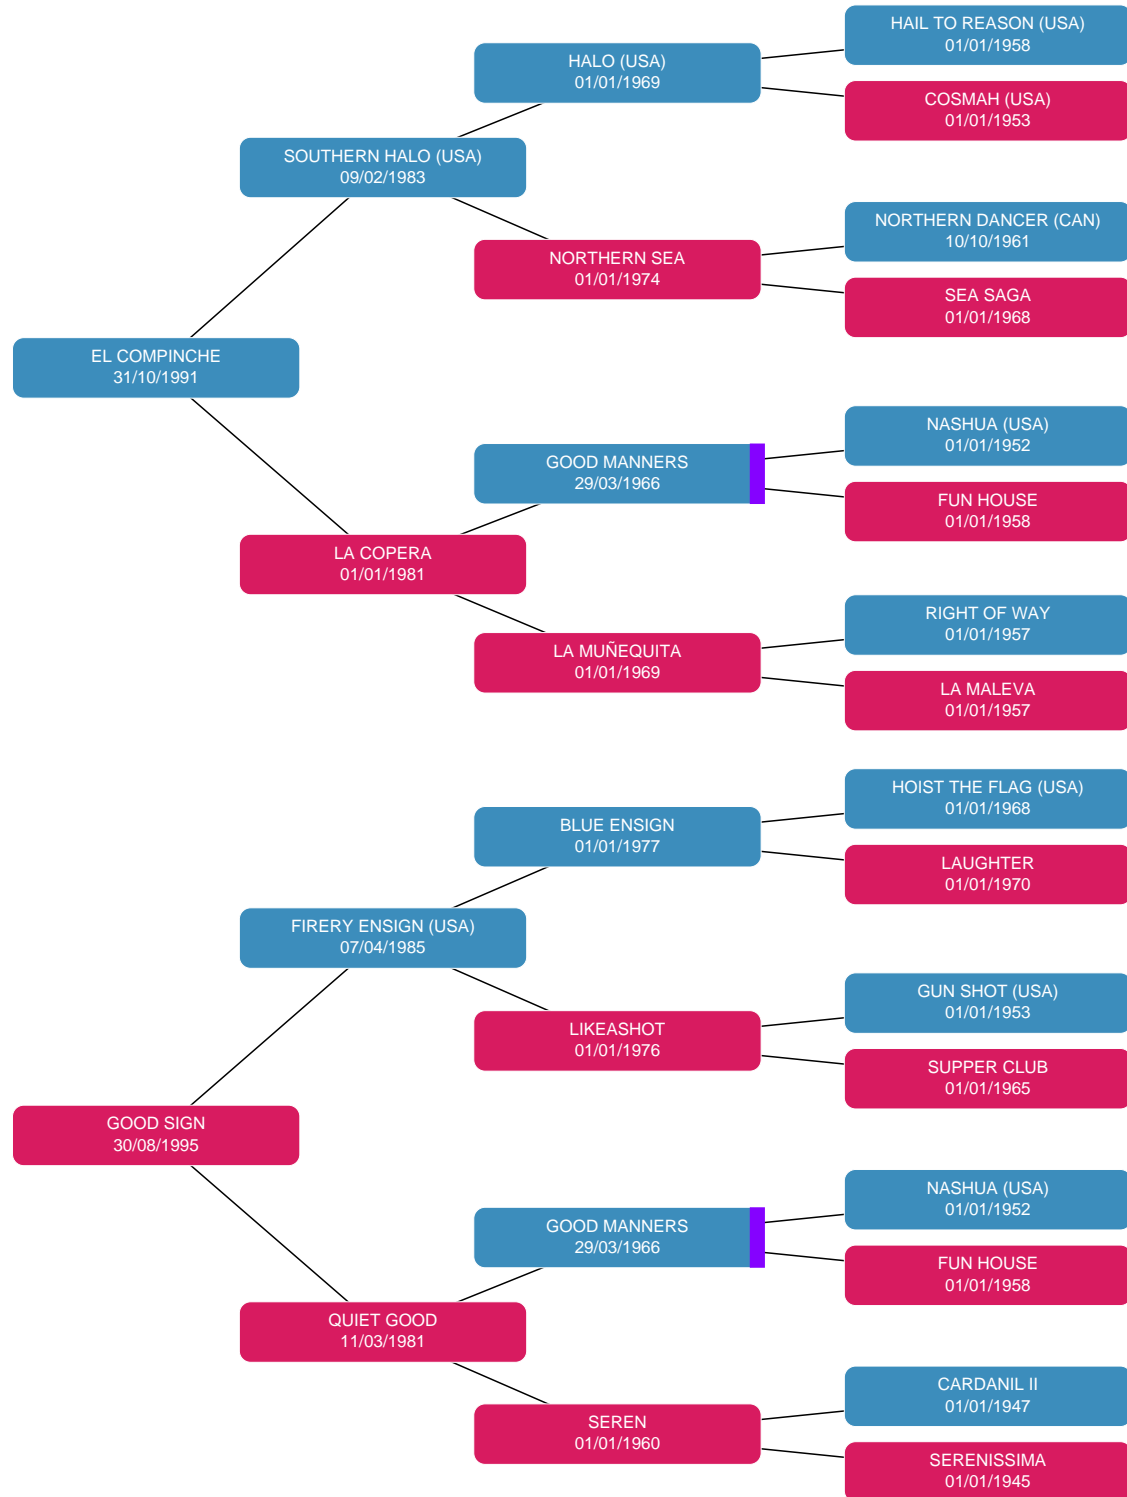 HAIL TO REASON (USA)
01/01/1958
HALO (USA)
01/01/1969
COSMAH (USA)
01/01/1953
SOUTHERN HALO (USA)
09/02/1983
NORTHERN DANCER (CAN)
10/10/1961
NORTHERN SEA
01/01/1974
SEA SAGA
01/01/1968
EL COMPINCHE
31/10/1991
NASHUA (USA)
01/01/1952
GOOD MANNERS
29/03/1966
FUN HOUSE
01/01/1958
LA COPERA
01/01/1981
RIGHT OF WAY
01/01/1957
LA MUÑEQUITA
01/01/1969
LA MALEVA
01/01/1957
HOIST THE FLAG (USA)
01/01/1968
BLUE ENSIGN
01/01/1977
LAUGHTER
01/01/1970
FIRERY ENSIGN (USA)
07/04/1985
GUN SHOT (USA)
01/01/1953
LIKEASHOT
01/01/1976
SUPPER CLUB
01/01/1965
GOOD SIGN
30/08/1995
NASHUA (USA)
01/01/1952
GOOD MANNERS
29/03/1966
FUN HOUSE
01/01/1958
QUIET GOOD
11/03/1981
CARDANIL II
01/01/1947
SEREN
01/01/1960
SERENISSIMA
01/01/1945